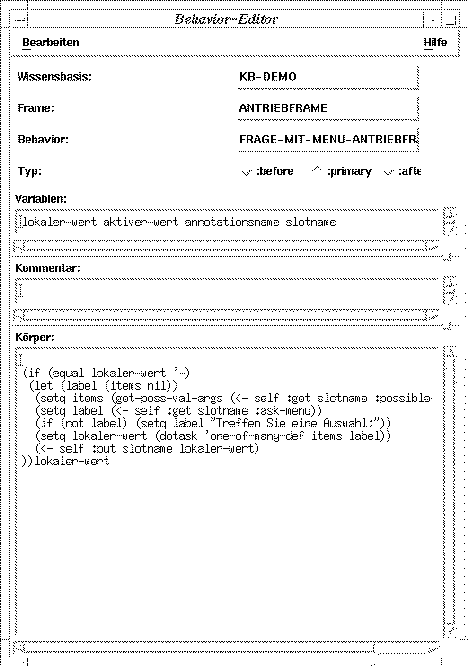 Behavior-Editor
Bearbeiten Hilfe
Wissensbasis: KB-DEMO
Frame: ANTRIEBFRAME
Behavior: FRAGE-MIT-MENU-ANTRIEBFR
Typ: :before :primary :afte
Variablen:
lokaler-wert aktiver-wert annotationsname slotname
Kommentar:
Körper:
(if (equal lokaler-wert '-)
(let (label (items nil))
(setq items (get-poss-val-args (<- self :get slotname :possible-
(setq label (<- self :get slotname :ask-menu))
(if (not label) (setq label "Treffen Sie eine Auswahl:"))
(setq lokaler-wert (dotask 'one-of-many-def items label))
(<- self :put slotname lokaler-wert)
))lokaler-wert